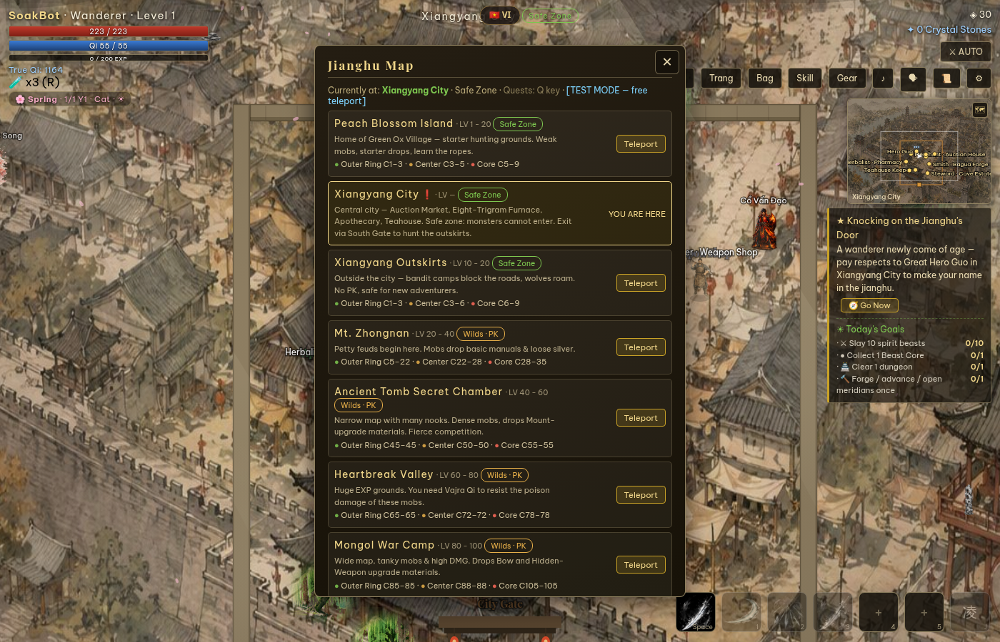 SoakBot · Wanderer · Level 1
223 / 223
Qi 55 / 55
0 / 200 EXP
True Qi: 1164
x3 (R)
Spring · 1/1 Y1 · Cat ·
Song
Xiangyang
VI
Safe Zone
◈ 30
✦ 0 Crystal Stones
⚔ AUTO
Trang
Bag
Skill
Gear
Jianghu Map
✕
Currently at: Xiangyang City · Safe Zone · Quests: Q key · [TEST MODE — free
teleport]
Peach Blossom Island · LV 1 - 20 Safe Zone
Home of Green Ox Village — starter hunting grounds. Weak
mobs, starter drops, learn the ropes.
● Outer Ring C1–3 · ● Center C3–5 · ● Core C5–9
Teleport
Xiangyang City ❗ · LV — Safe Zone
Central city — Auction Market, Eight-Trigram Furnace,
Apothecary, Teahouse. Safe zone: monsters cannot enter. Exit
via South Gate to hunt the outskirts.
YOU ARE HERE
Xiangyang Outskirts · LV 10 - 20 Safe Zone
Outside the city — bandit camps block the roads, wolves roam.
No PK, safe for new adventurers.
● Outer Ring C1–3 · ● Center C3–6 · ● Core C6–9
Teleport
Mt. Zhongnan · LV 20 - 40 Wilds · PK
Petty feuds begin here. Mobs drop basic manuals & loose silver.
● Outer Ring C5–22 · ● Center C22–28 · ● Core C28–35
Teleport
Ancient Tomb Secret Chamber · LV 40 - 60
Wilds · PK
Narrow map with many nooks. Dense mobs, drops Mount-
upgrade materials. Fierce competition.
● Outer Ring C45–45 · ● Center C50–50 · ● Core C55–55
Teleport
Heartbreak Valley · LV 60 - 80 Wilds · PK
Huge EXP grounds. You need Vajra Qi to resist the poison
damage of these mobs.
● Outer Ring C65–65 · ● Center C72–72 · ● Core C78–78
Teleport
Mongol War Camp · LV 80 - 100 Wilds · PK
Wide map, tanky mobs & high DMG. Drops Bow and Hidden-
Weapon upgrade materials.
● Outer Ring C85–85 · ● Center C88–88 · ● Core C105–105
Teleport
Herbali
Cố Vấn Đạo
er · Weapon Shop
City Gate
Hero Guo
· Auction House
erbalist · Pharmacy
Smith · Bagua Forge
Teahouse Keep
Steward · Cave Estate
Xiangyang City
★ Knocking on the Jianghu's
Door
A wanderer newly come of age —
pay respects to Great Hero Guo in
Xiangyang City to make your name
in the jianghu.
Go Now
☀ Today's Goals
· ⚔ Slay 10 spirit beasts 0/10
· ● Collect 1 Beast Core 0/1
· Clear 1 dungeon 0/1
· 🔨 Forge / advance / open 0/1
meridians once
Space
1
2
3
+ 4
+ 5
凌